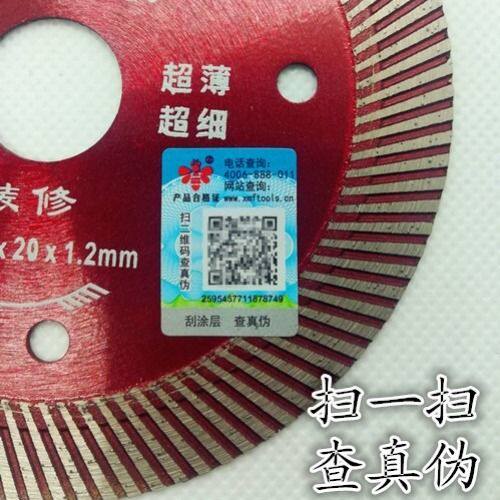 超薄
超细
装修
x20x1.2mm
产品合格证
电话查询:
4006-888-011
网站查询:
www.xmftools.cn
扫二维码查真伪
2595457711878749
刮涂层 查真伪
扫一扫
查真伪